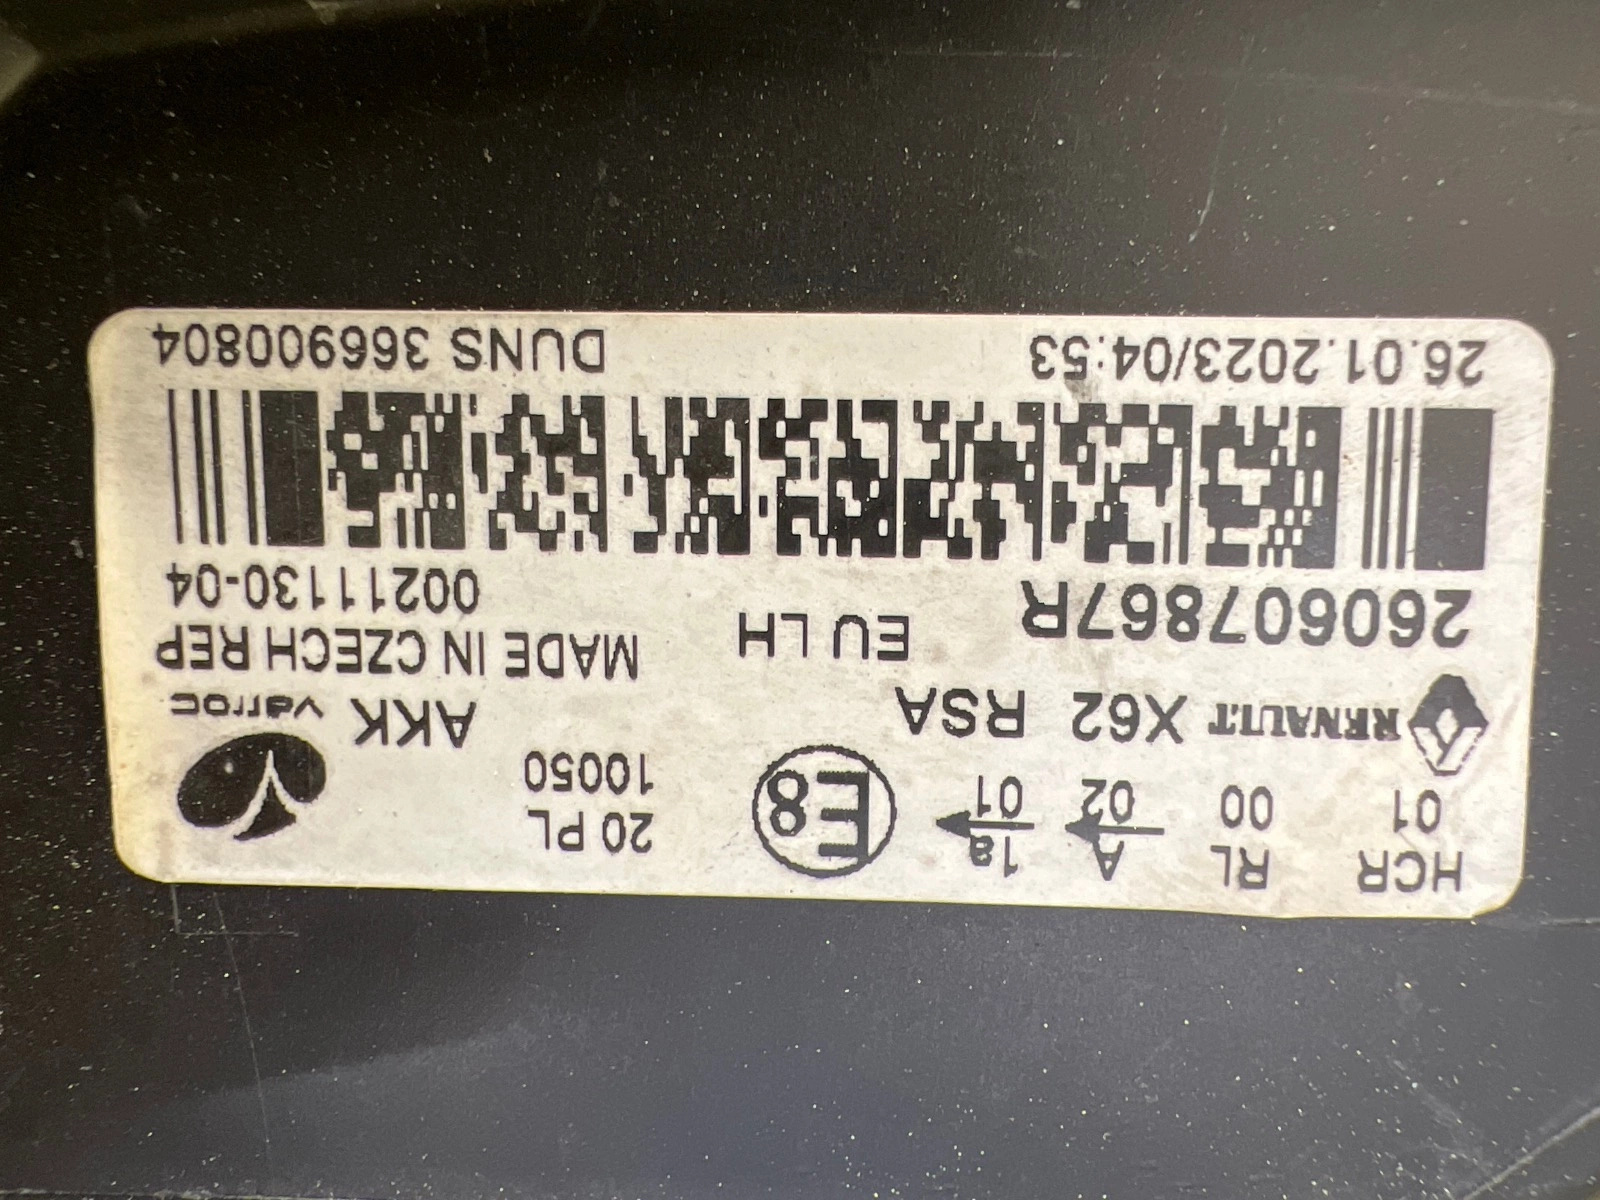 HCR RL A 1a E8 20 PL
01 00 02 01 10050
RENAULT X62 RSA AKK varroc
260607867R EU LH MADE IN CZECH REP
00211130-04
26.01.2023/04:53 DUNS 366900804